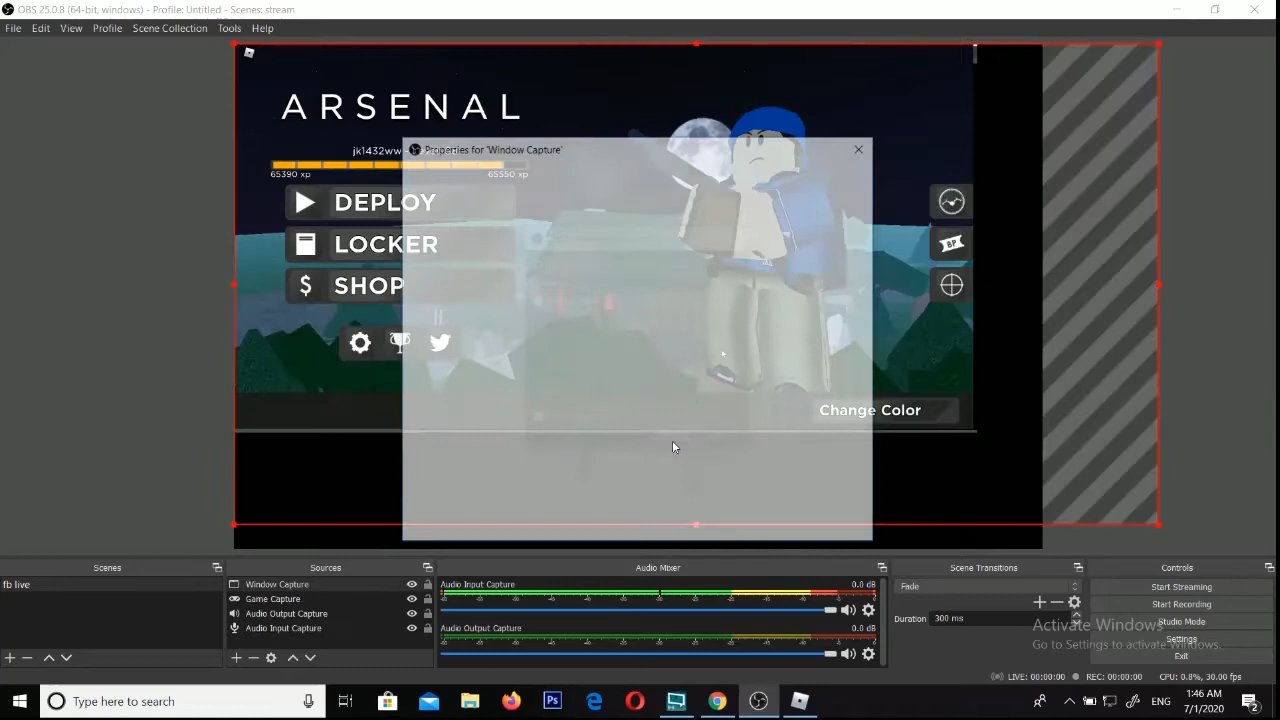 OBS 25.0.8 (64-bit, windows) - Profile: Untitled - Scenes: stream
File Edit View Profile Scene Collection Tools Help
ARSENAL
jk1432ww
Properties for 'Window Capture'
65390 xp 65550 xp
DEPLOY
LOCKER
$ SHOP
BP
Change Color
Scenes Sources Audio Mixer Scene Transitions Controls
fb live
Window Capture
Game Capture
Audio Output Capture
Audio Input Capture
Audio Input Capture 0.0 dB
Audio Output Capture 0.0 dB
Fade
Duration 300 ms
Start Streaming
Start Recording
Studio Mode
Settings
Exit
Activate Windows
Go to Settings to activate Windows.
LIVE: 00:00:00 REC: 00:00:00 CPU: 0.8%, 30.00 fps
Type here to search
Ps
ENG
1:46 AM
7/1/2020
2